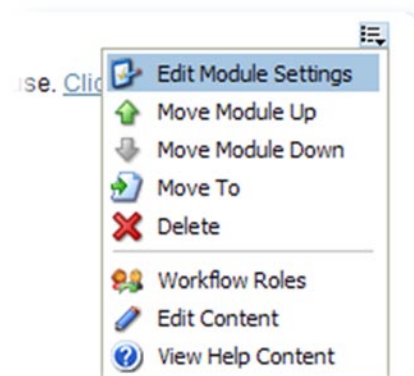 Edit Module Settings
use. Clic
Move Module Up
Move Module Down
Move To
Delete
Workflow Roles
Edit Content
View Help Content